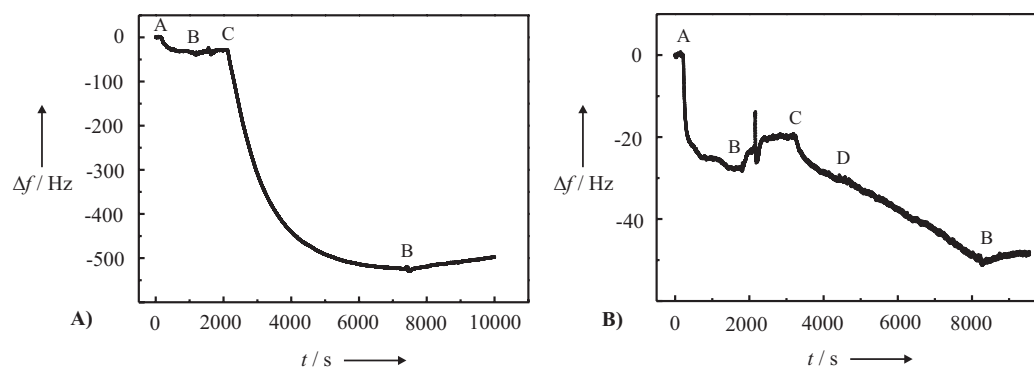 A B C
0
-100
-200
-300
-400
-500
Δf / Hz
B
0 2000 4000 6000 8000 10000
A)
t / s
A
0
B C
-20
D
Δf / Hz
-40
B
0 2000 4000 6000 8000
B)
t / s